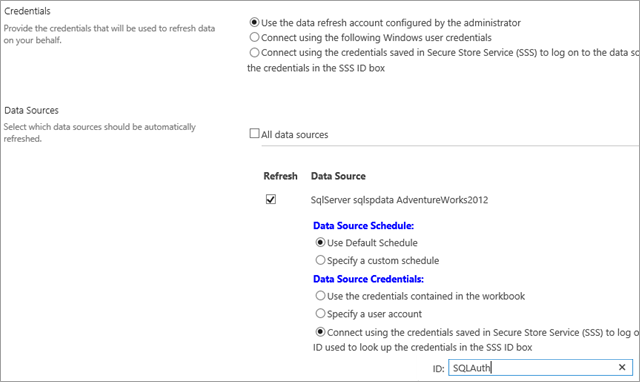 Credentials
Provide the credentials that will be used to refresh data
on your behalf.
Use the data refresh account configured by the administrator
Connect using the following Windows user credentials
Connect using the credentials saved in Secure Store Service (SSS) to log on to the data so
the credentials in the SSS ID box
Data Sources
Select which data sources should be automatically
refreshed.
All data sources
Refresh Data Source
SqlServer sqlspdata AdventureWorks2012
Data Source Schedule:
Use Default Schedule
Specify a custom schedule
Data Source Credentials:
Use the credentials contained in the workbook
Specify a user account
Connect using the credentials saved in Secure Store Service (SSS) to log o
ID used to look up the credentials in the SSS ID box
ID: SQLAuth